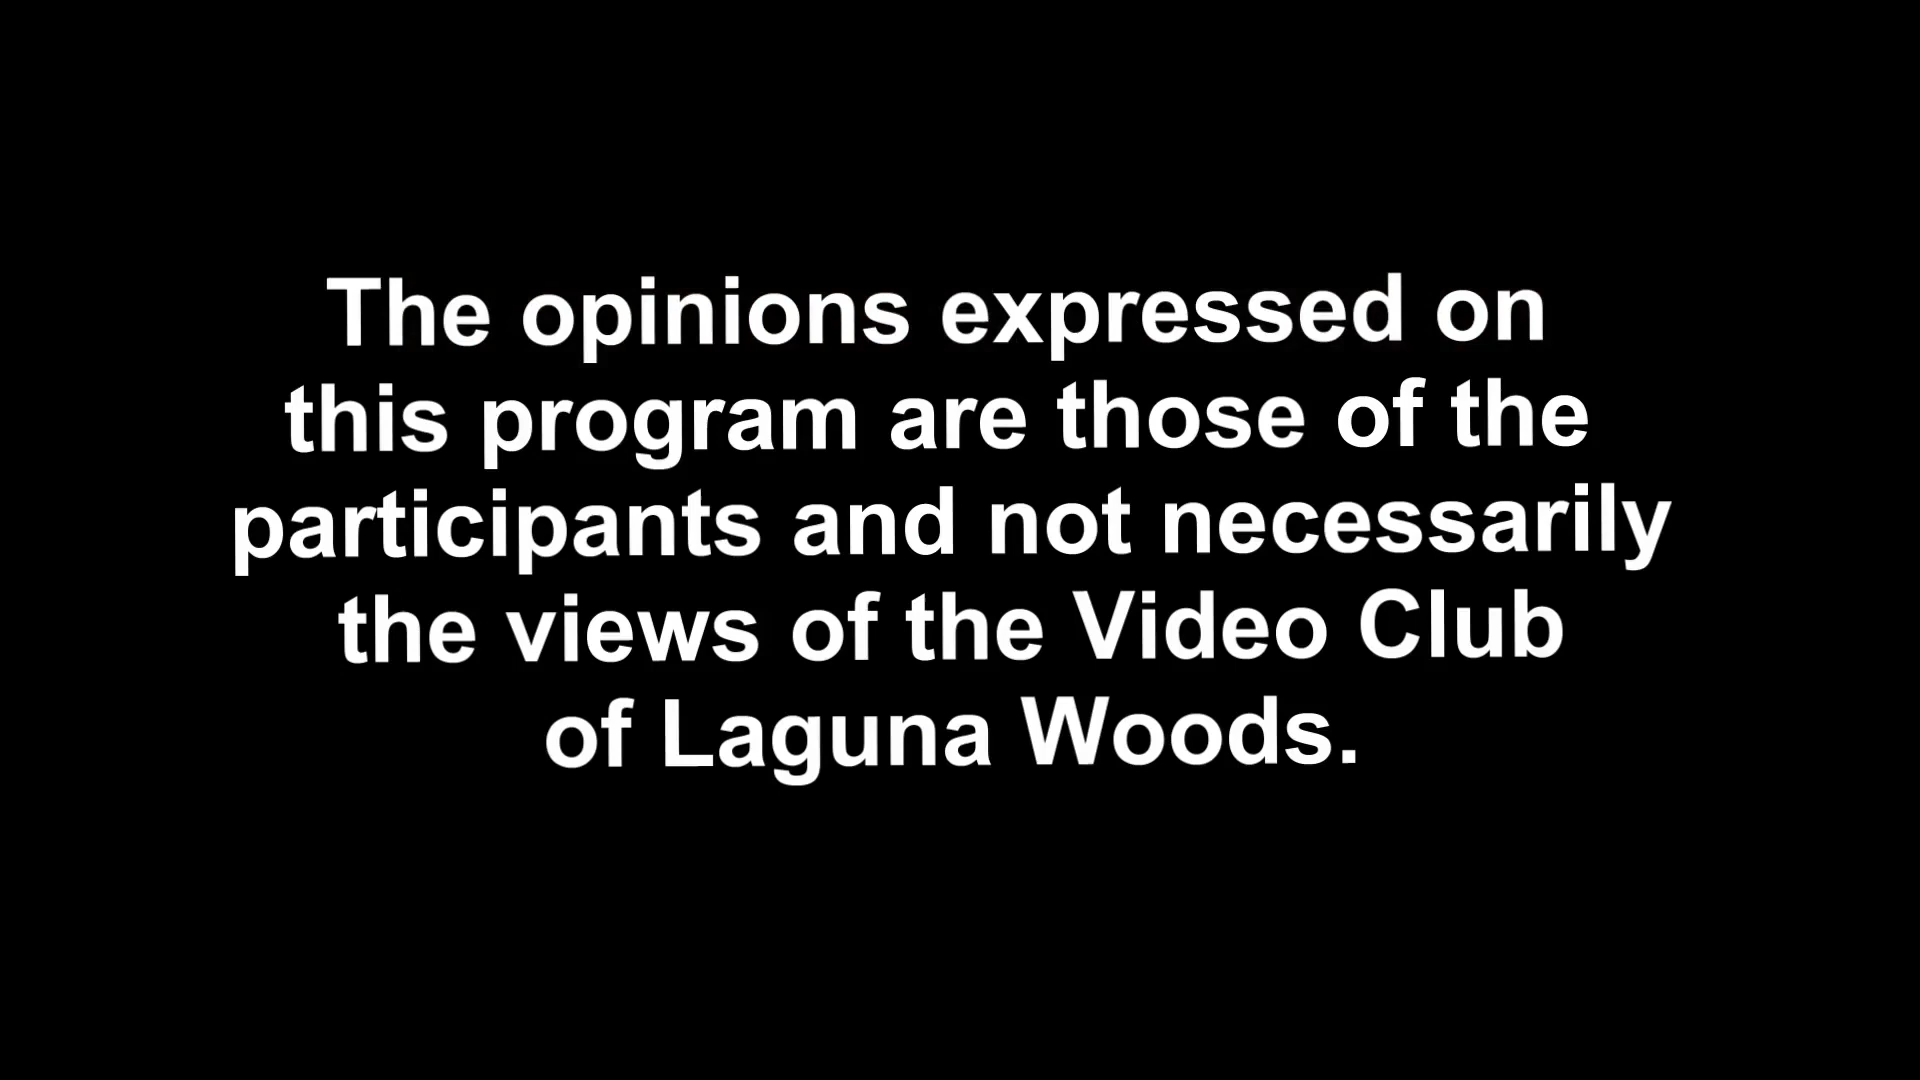 The opinions expressed on
this program are those of the
participants and not necessarily
the views of the Video Club
of Laguna Woods.